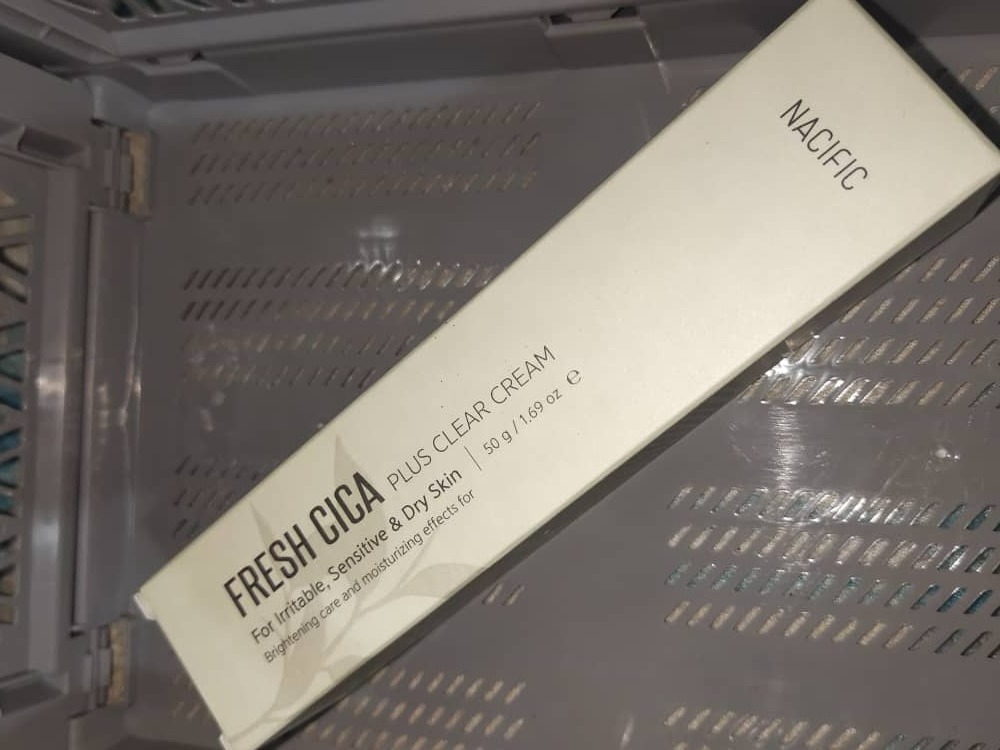 NACIFIC
FRESH CICA PLUS CLEAR CREAM
For Irritable, Sensitive & Dry Skin | 50 g / 1.69 oz ℮
Brightening care and moisturizing effects for